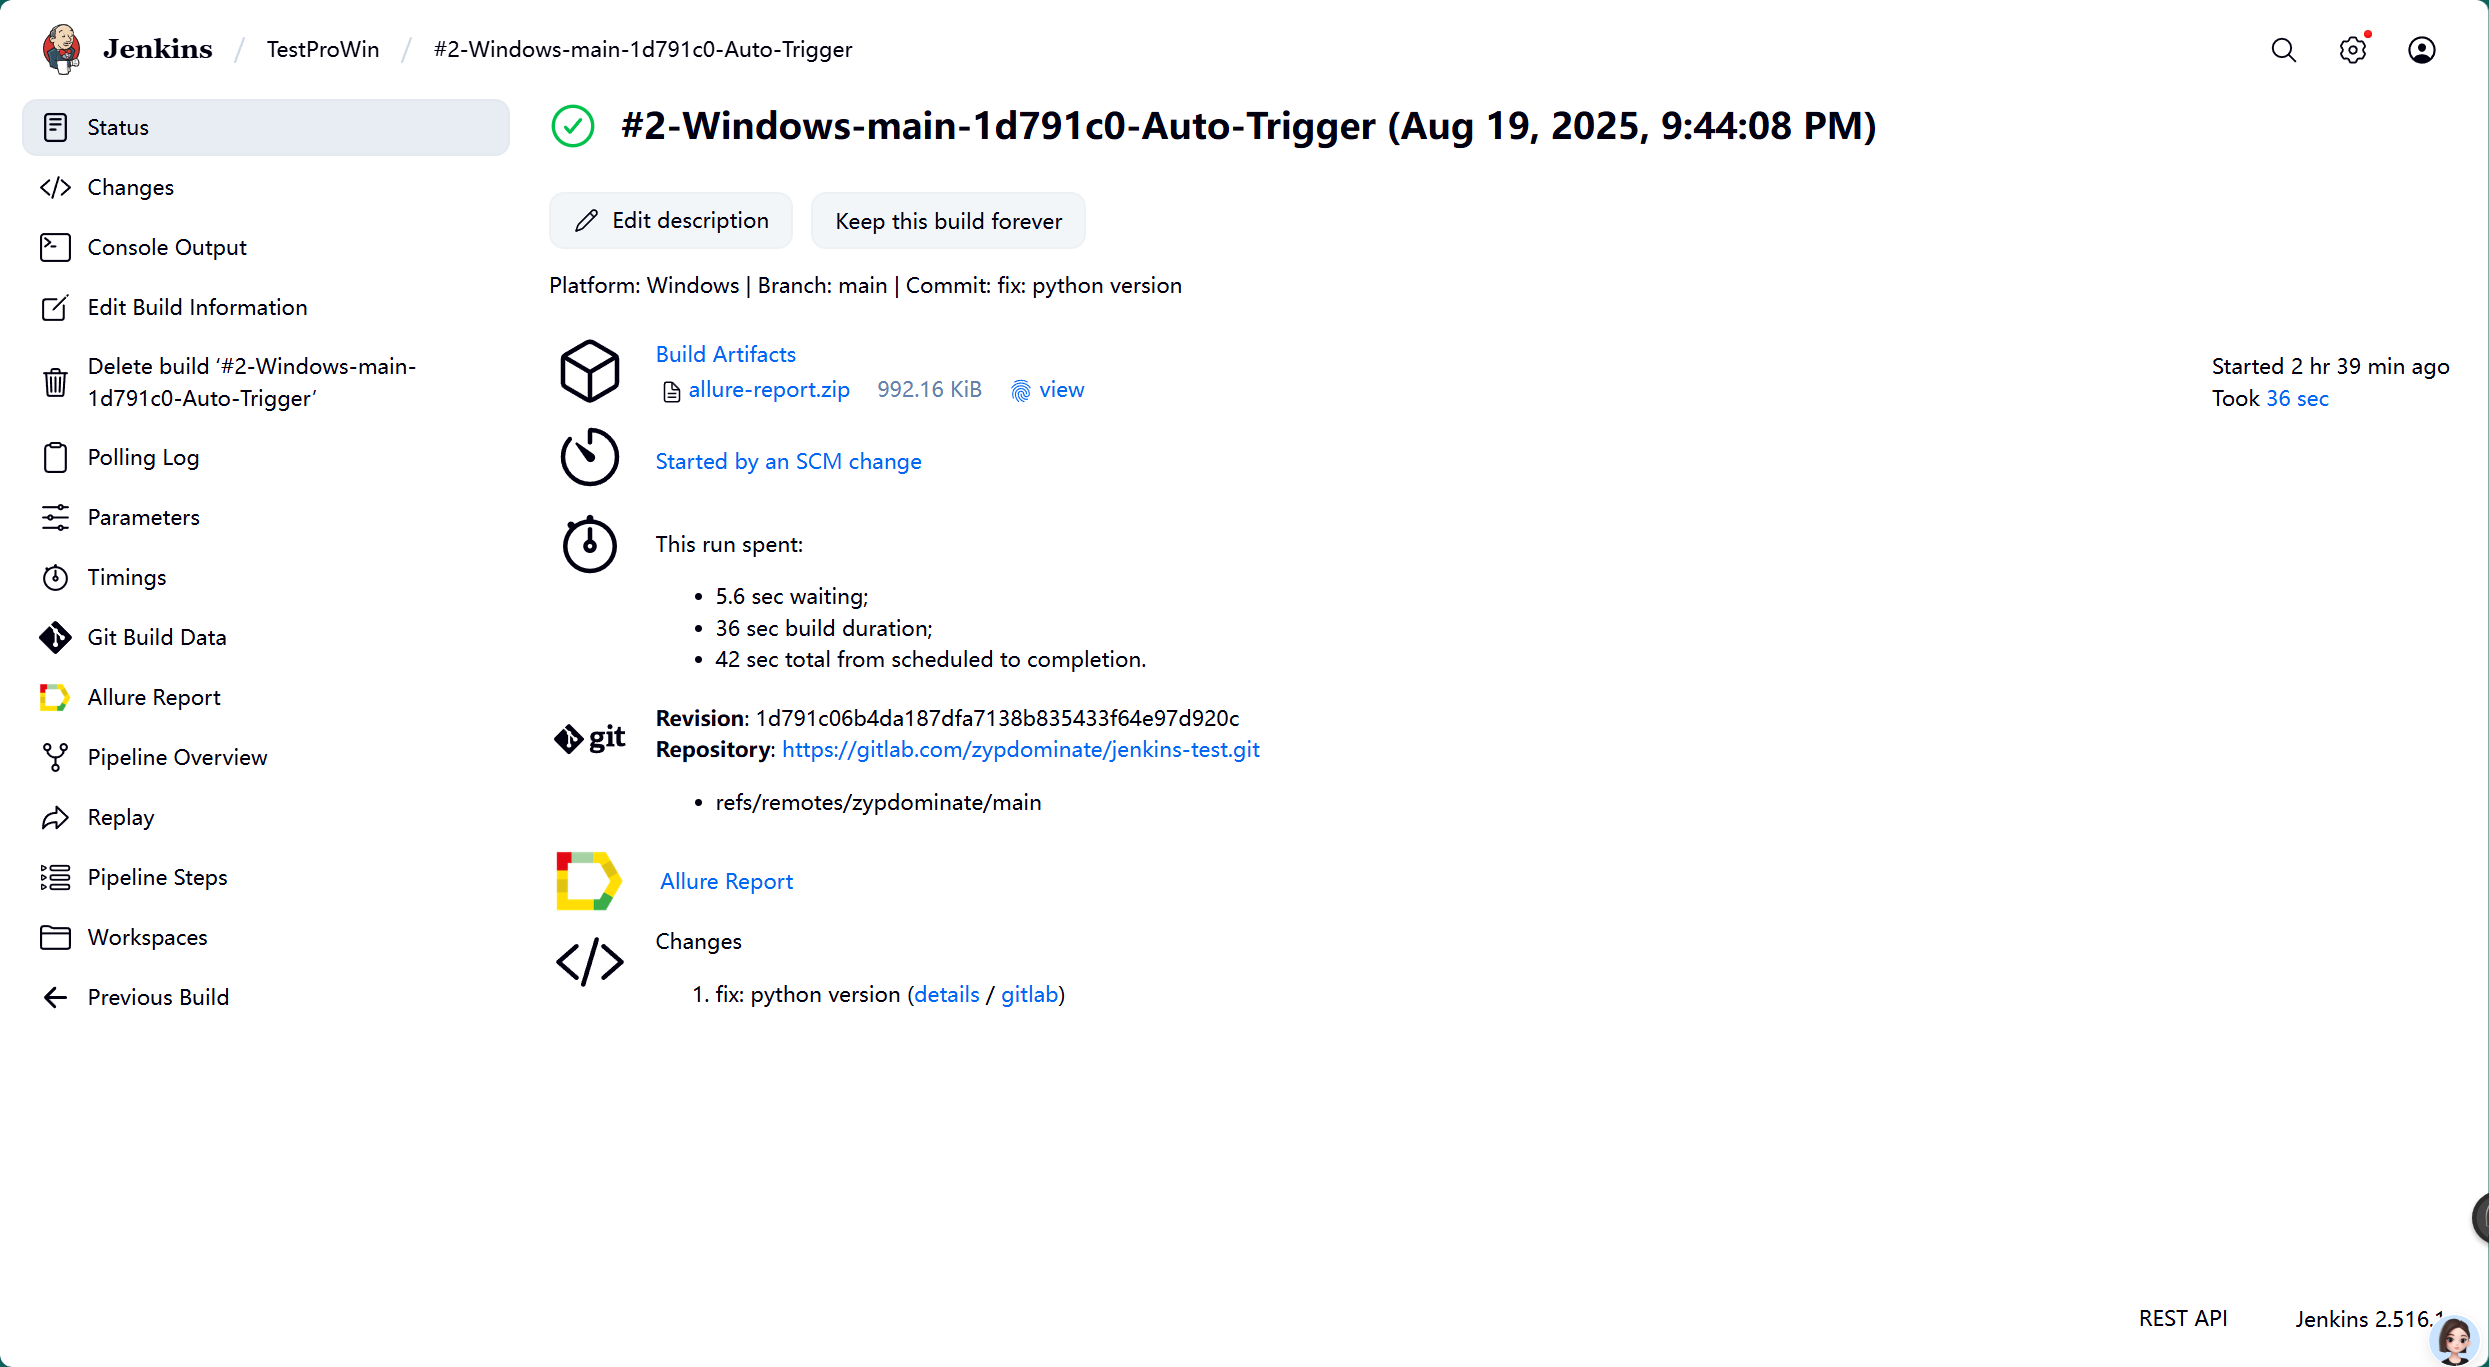 Jenkins / TestProWin / #2-Windows-main-1d791c0-Auto-Trigger
Status
Changes
Console Output
Edit Build Information
Delete build ‘#2-Windows-main-
1d791c0-Auto-Trigger’
Polling Log
Parameters
Timings
Git Build Data
Allure Report
Pipeline Overview
Replay
Pipeline Steps
Workspaces
Previous Build
#2-Windows-main-1d791c0-Auto-Trigger (Aug 19, 2025, 9:44:08 PM)
Edit description
Keep this build forever
Platform: Windows | Branch: main | Commit: fix: python version
Build Artifacts
allure-report.zip 992.16 KiB view
Started 2 hr 39 min ago
Took 36 sec
Started by an SCM change
This run spent:
• 5.6 sec waiting;
• 36 sec build duration;
• 42 sec total from scheduled to completion.
git
Revision: 1d791c06b4da187dfa7138b835433f64e97d920c
Repository: https://gitlab.com/zypdominate/jenkins-test.git
• refs/remotes/zypdominate/main
Allure Report
Changes
1. fix: python version (details / gitlab)
REST API
Jenkins 2.516.1